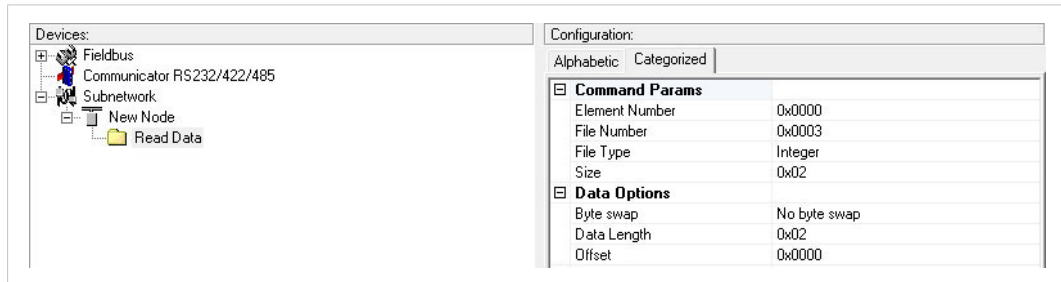 Devices:
Fieldbus
Communicator RS232/422/485
Subnetwork
New Node
Read Data
Configuration:
Alphabetic Categorized
Command Params
Element Number 0x0000
File Number 0x0003
File Type Integer
Size 0x02
Data Options
Byte swap No byte swap
Data Length 0x02
Offset 0x0000